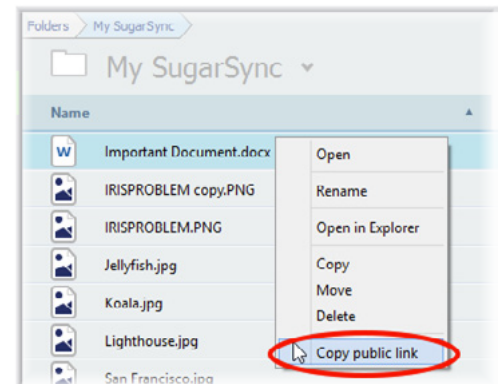 Folders My SugarSync
My SugarSync
Name
Important Document.docx
Open
IRISPROBLEM copy.PNG
Rename
IRISPROBLEM.PNG
Open in Explorer
Jellyfish.jpg
Copy
Koala.jpg
Move
Delete
Lighthouse.jpg
Copy public link
San Francisco.jpg